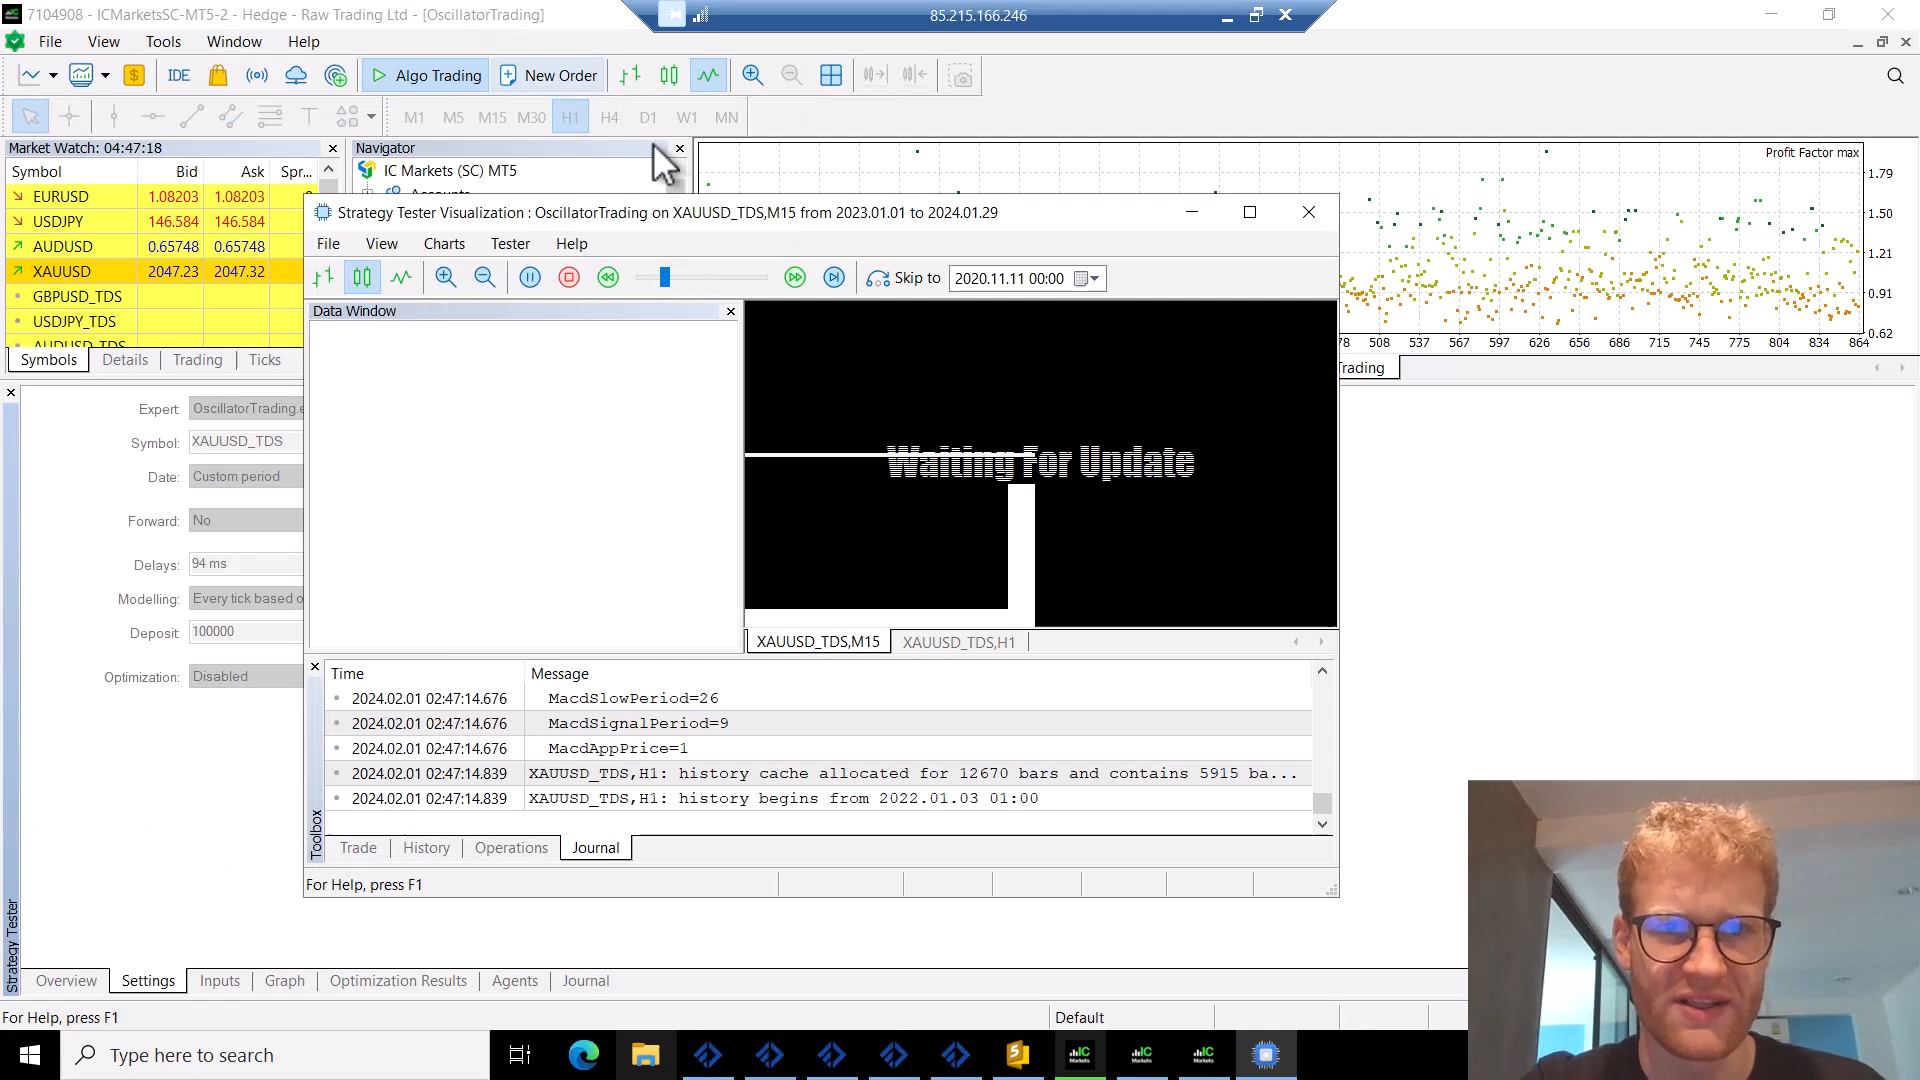 7104908 - ICMarketsSC-MT5-2 - Hedge - Raw Trading Ltd - [OscillatorTrading]
85.215.166.246
File View Tools Window Help
IDE Algo Trading New Order
M1 M5 M15 M30 H1 H4 D1 W1 MN
Market Watch: 04:47:18
Navigator
Symbol Bid Ask Spr...
EURUSD 1.08203 1.08203
USDJPY 146.584 146.584
AUDUSD 0.65748 0.65748
XAUUSD 2047.23 2047.32
GBPUSD_TDS
USDJPY_TDS
AUDUSD_TDS
Symbols Details Trading Ticks
IC Markets (SC) MT5
Accounts
Profit Factor max
1.79
1.50
1.21
0.91
0.62
78 508 537 567 597 626 656 686 715 745 775 804 834 864
Trading
Strategy Tester Visualization : OscillatorTrading on XAUUSD_TDS,M15 from 2023.01.01 to 2024.01.29
File View Charts Tester Help
Skip to 2020.11.11 00:00
Data Window
Waiting For Update
XAUUSD_TDS,M15 XAUUSD_TDS,H1
Time Message
2024.02.01 02:47:14.676 MacdSlowPeriod=26
2024.02.01 02:47:14.676 MacdSignalPeriod=9
2024.02.01 02:47:14.676 MacdAppPrice=1
2024.02.01 02:47:14.839 XAUUSD_TDS,H1: history cache allocated for 12670 bars and contains 5915 ba...
2024.02.01 02:47:14.839 XAUUSD_TDS,H1: history begins from 2022.01.03 01:00
Toolbox
Trade History Operations Journal
For Help, press F1
Expert: OscillatorTrading.e
Symbol: XAUUSD_TDS
Date: Custom period
Forward: No
Delays: 94 ms
Modelling: Every tick based o
Deposit: 100000
Optimization: Disabled
Strategy Tester
Overview Settings Inputs Graph Optimization Results Agents Journal
For Help, press F1
Default
Type here to search